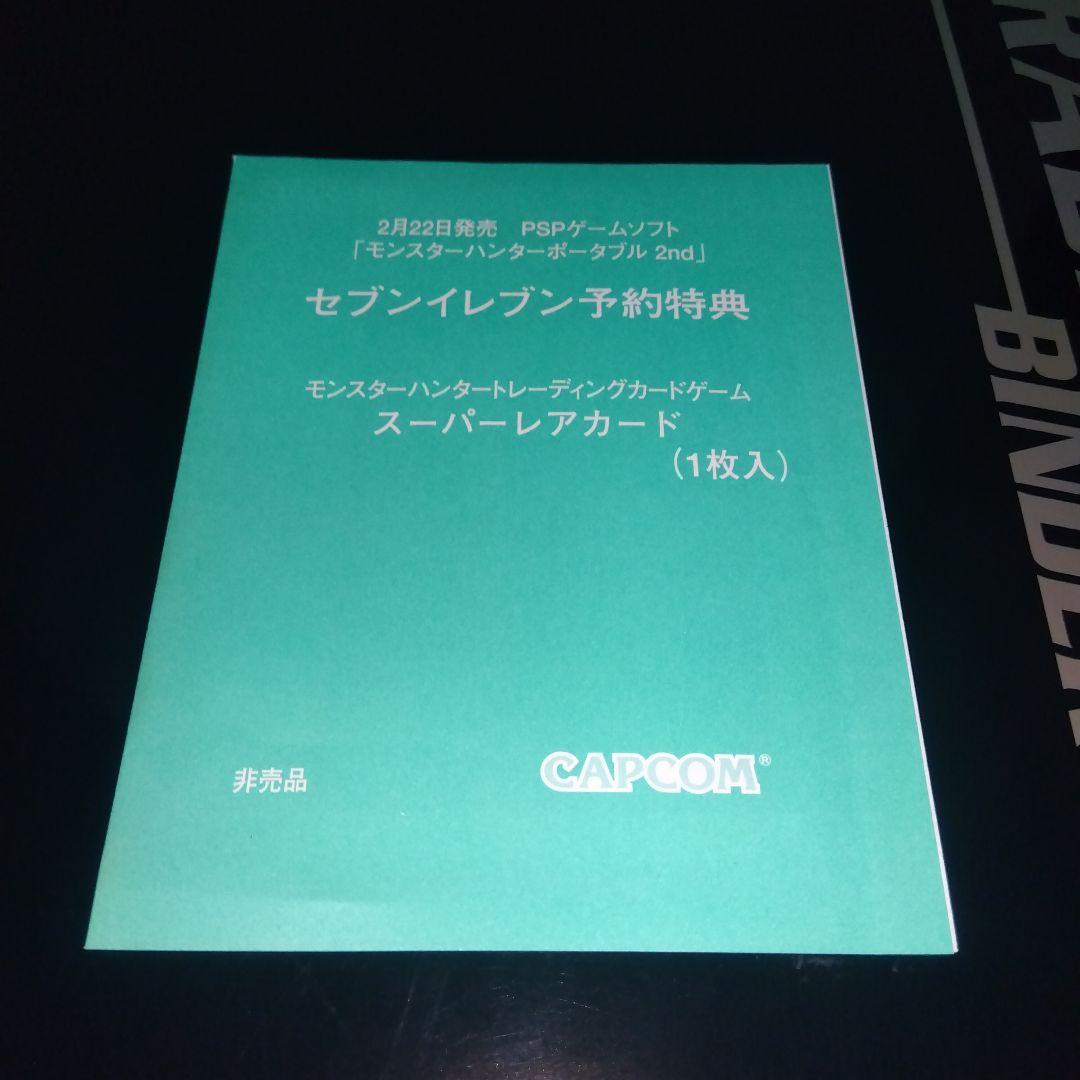 2月22日発売 PSPゲームソフト
「モンスターハンターポータブル 2nd」
セブンイレブン予約特典
モンスターハンタートレーディングカードゲーム
スーパーレアカード
(1枚入)
非売品
CAPCOM®
BINDER